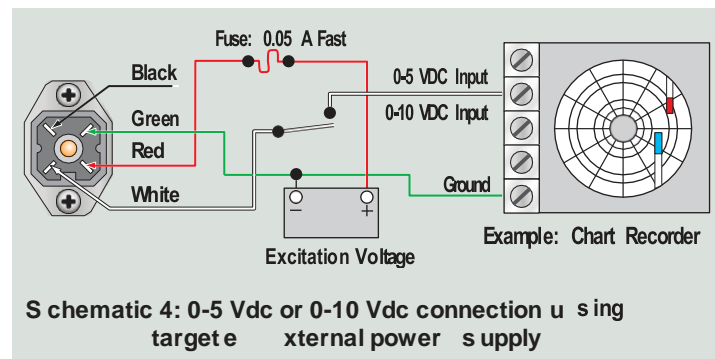 Fuse: 0.05 A Fast
Black
0-5 VDC Input
0-10 VDC Input
Green
Red
White
Ground
− +
Excitation Voltage
Example: Chart Recorder
S chematic 4: 0-5 Vdc or 0-10 Vdc connection u s ing
target e xternal power s upply